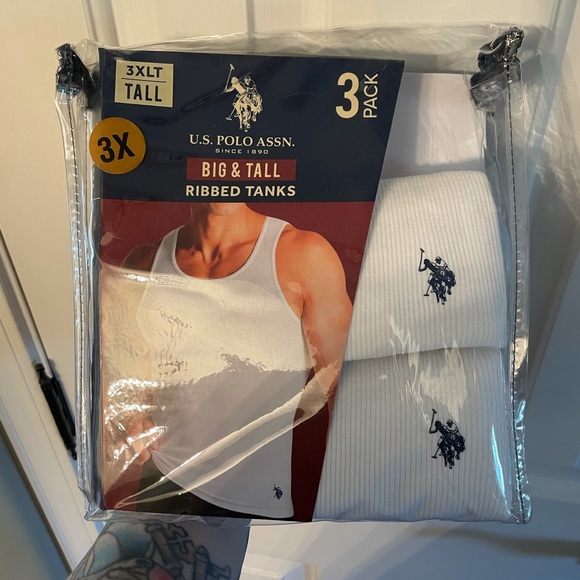 3XLT
TALL
3X
U.S. POLO ASSN.
SINCE 1890
BIG & TALL
RIBBED TANKS
3 PACK